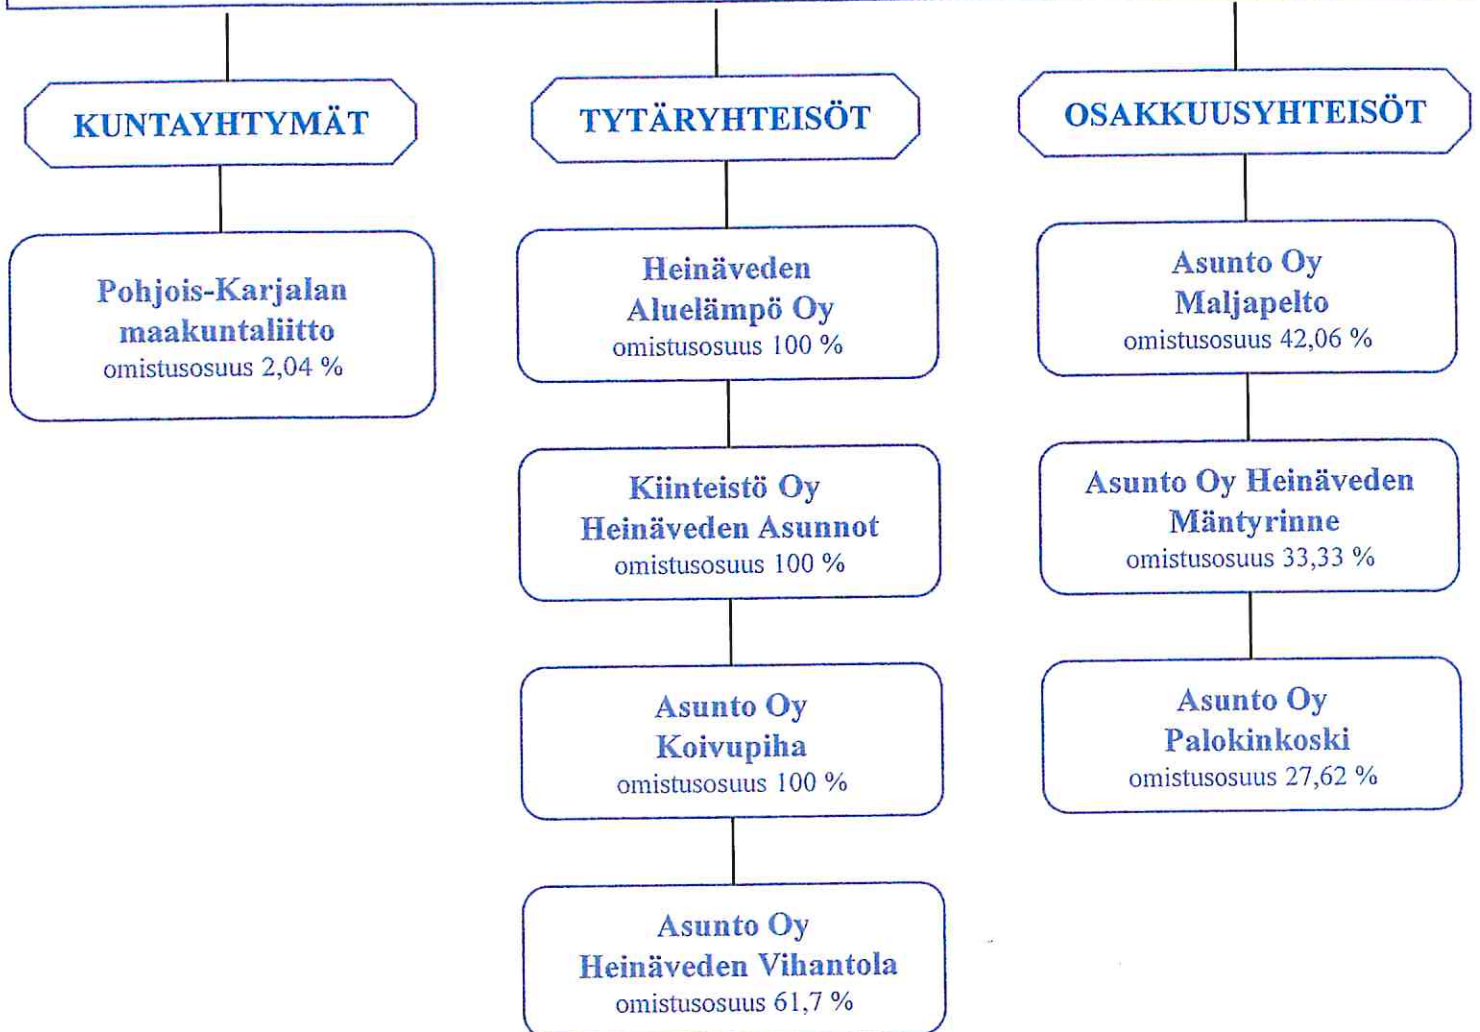 KUNTAYHTYMÄT
Pohjois-Karjalan
maakuntaliitto
omistusosuus 2,04 %
TYTÄRYHTEISÖT
Heinäveden
Aluelämpö Oy
omistusosuus 100 %
Kiinteistö Oy
Heinäveden Asunnot
omistusosuus 100 %
Asunto Oy
Koivupiha
omistusosuus 100 %
Asunto Oy
Heinäveden Vihantola
omistusosuus 61,7 %
OSAKKUUSYHTEISÖT
Asunto Oy
Maljapelto
omistusosuus 42,06 %
Asunto Oy Heinäveden
Mäntyrinne
omistusosuus 33,33 %
Asunto Oy
Palokinkoski
omistusosuus 27,62 %